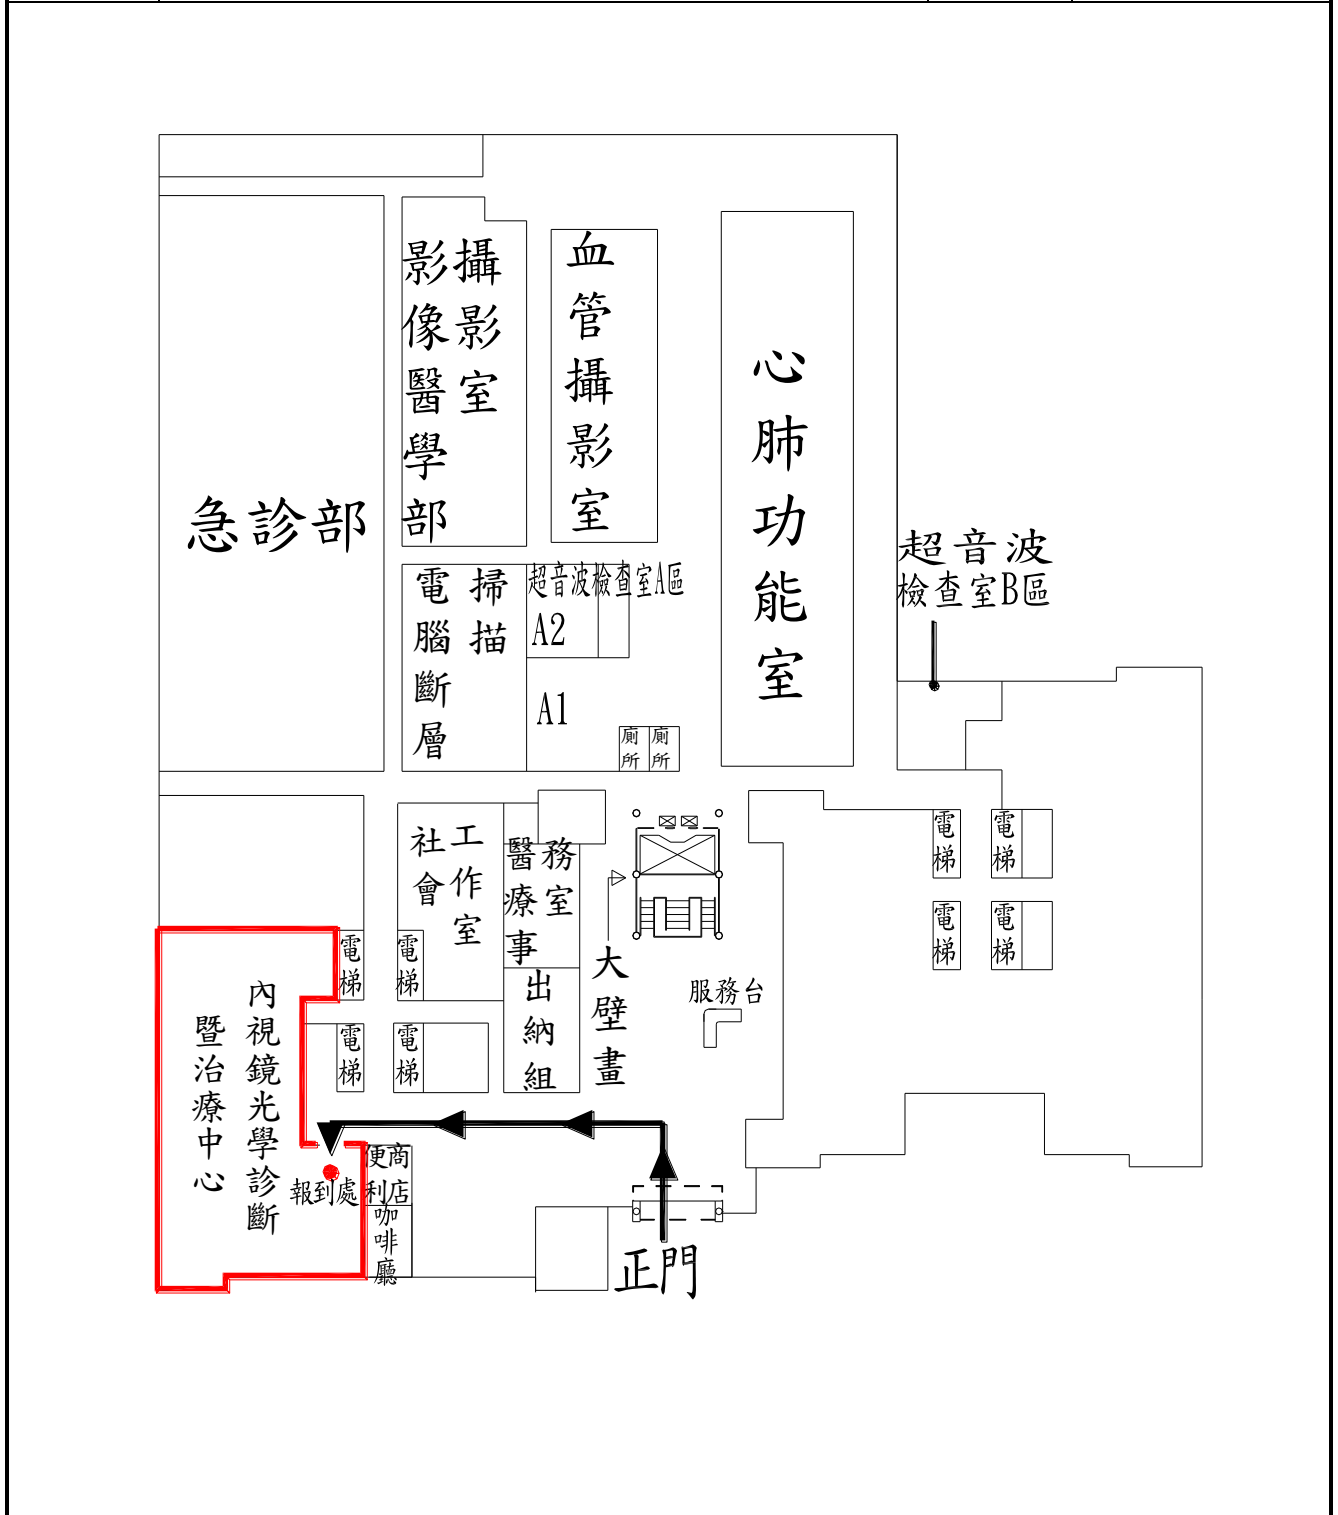 攝影室
影像醫學部
血管攝影室
心肺功能室
急診部
超音波
檢查室B區
掃描
電腦斷層
超音波檢查室A區
A2
A1
廁所
廁所
工作室
社會
務室
醫療事
出納組
大壁畫
服務台
電梯
電梯
電梯
電梯
電梯
電梯
電梯
電梯
內視鏡光學診斷
暨治療中心
報到處
便利
商店
咖啡廳
正門